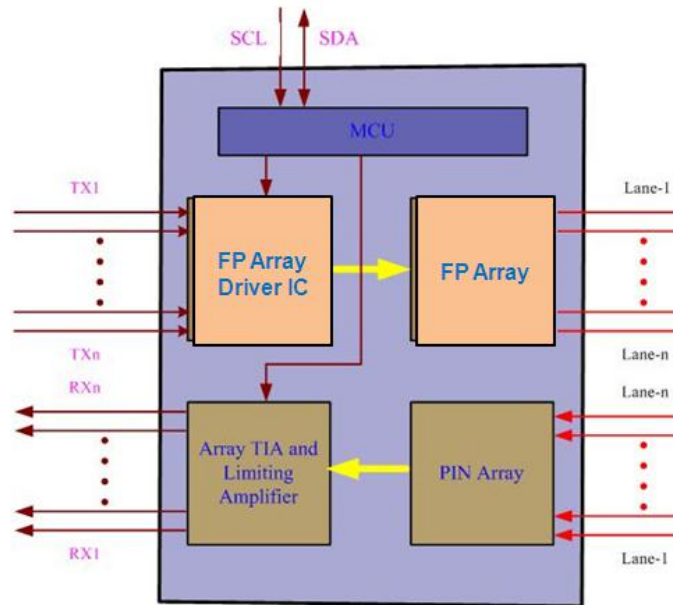 SCL SDA
MCU
TX1
Lane-1
FP Array
Driver IC
FP Array
TXn
Lane-n
RXn
Lane-n
Array TIA and
Limiting
Amplifier
PIN Array
RX1
Lane-1